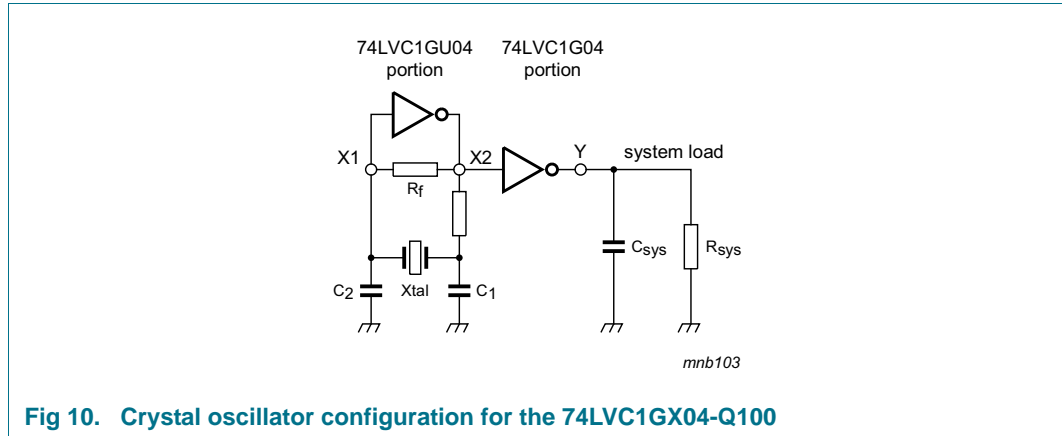 74LVC1GU04 74LVC1G04
portion portion
X1 X2 Y system load
Rf
Csys Rsys
C2 Xtal C1
mnb103
Fig 10. Crystal oscillator configuration for the 74LVC1GX04-Q100